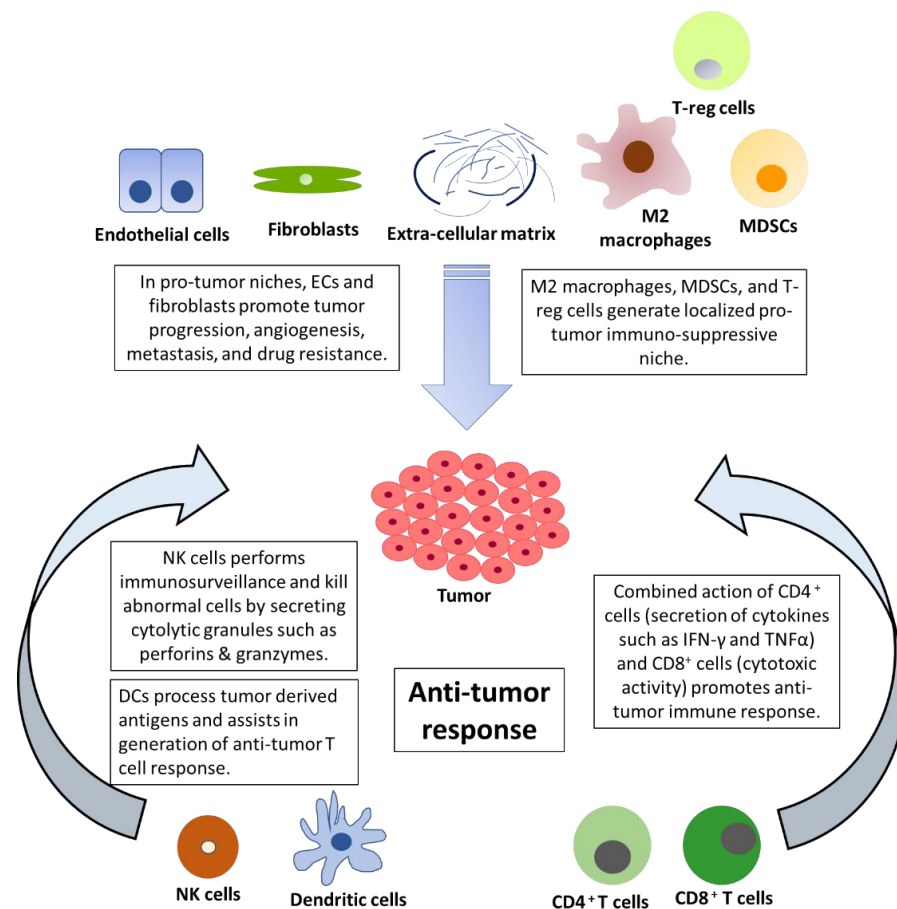 T-reg cells
Endothelial cells
Fibroblasts
Extra-cellular matrix
M2
macrophages
MDSCs
In pro-tumor niches, ECs and
fibroblasts promote tumor
progression, angiogenesis,
metastasis, and drug resistance.
M2 macrophages, MDSCs, and T-
reg cells generate localized pro-
tumor immuno-suppressive
niche.
Tumor
NK cells performs
immunosurveillance and kill
abnormal cells by secreting
cytolytic granules such as
perforins & granzymes.
DCs process tumor derived
antigens and assists in
generation of anti-tumor T
cell response.
Anti-tumor
response
Combined action of CD4⁺
cells (secretion of cytokines
such as IFN-γ and TNFα)
and CD8⁺ cells (cytotoxic
activity) promotes anti-
tumor immune response.
NK cells
Dendritic cells
CD4⁺ T cells
CD8⁺ T cells